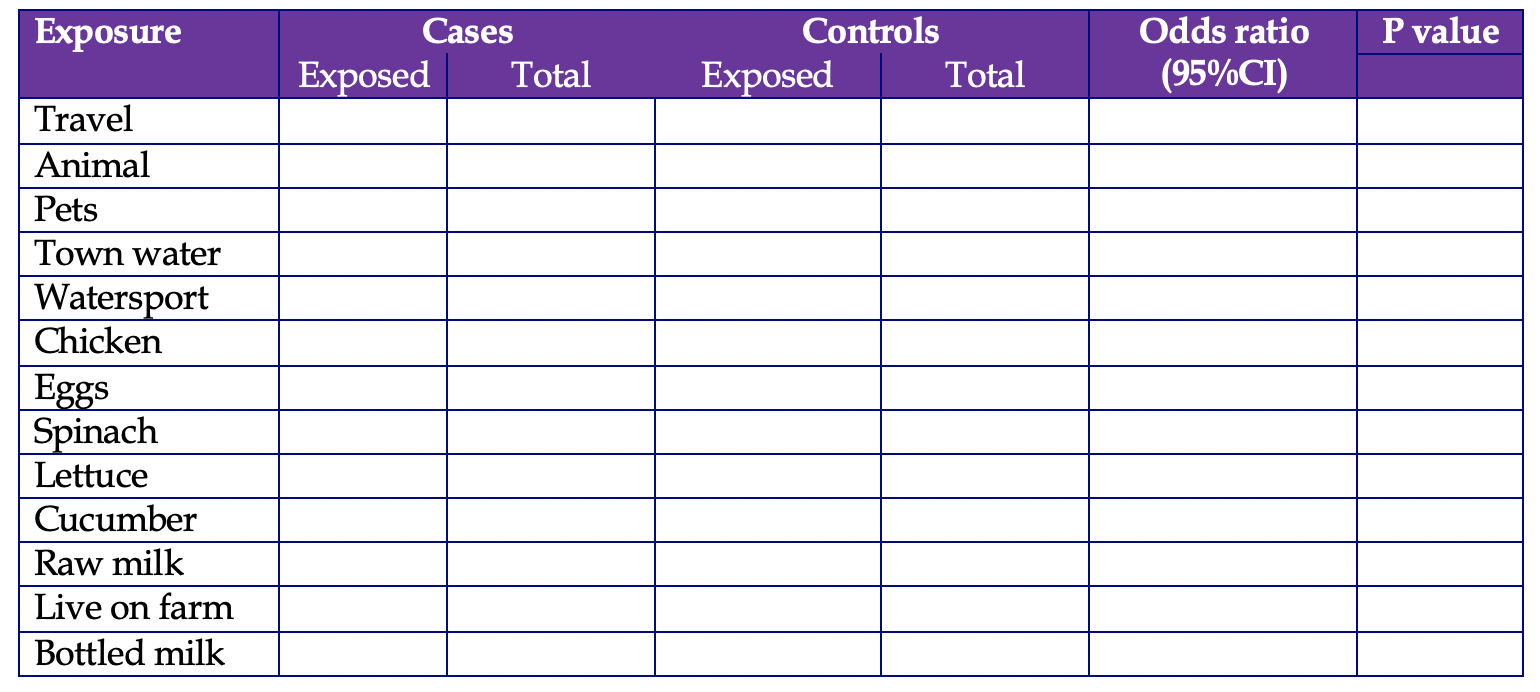 Exposure Cases Controls Odds ratio P value
Exposed Total Exposed Total (95%CI)
Travel
Animal
Pets
Town water
Watersport
Chicken
Eggs
Spinach
Lettuce
Cucumber
Raw milk
Live on farm
Bottled milk